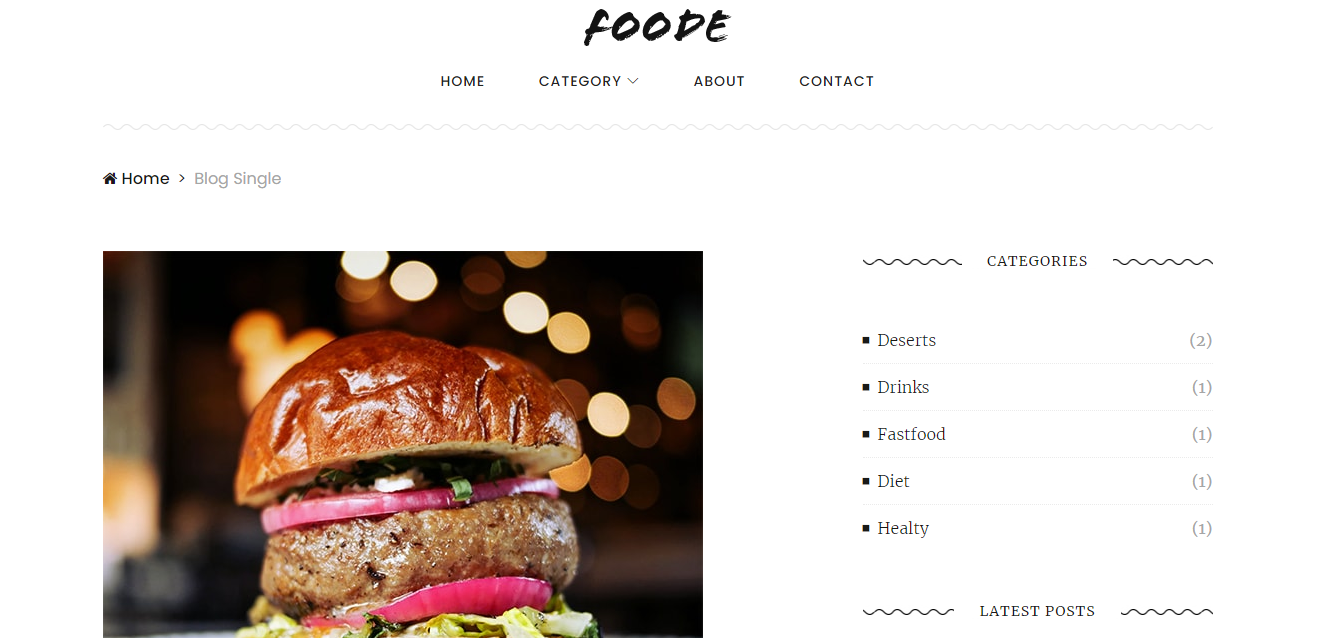 FOODE
HOME CATEGORY ABOUT CONTACT
Home > Blog Single
CATEGORIES
Deserts (2)
Drinks (1)
Fastfood (1)
Diet (1)
Healty (1)
LATEST POSTS